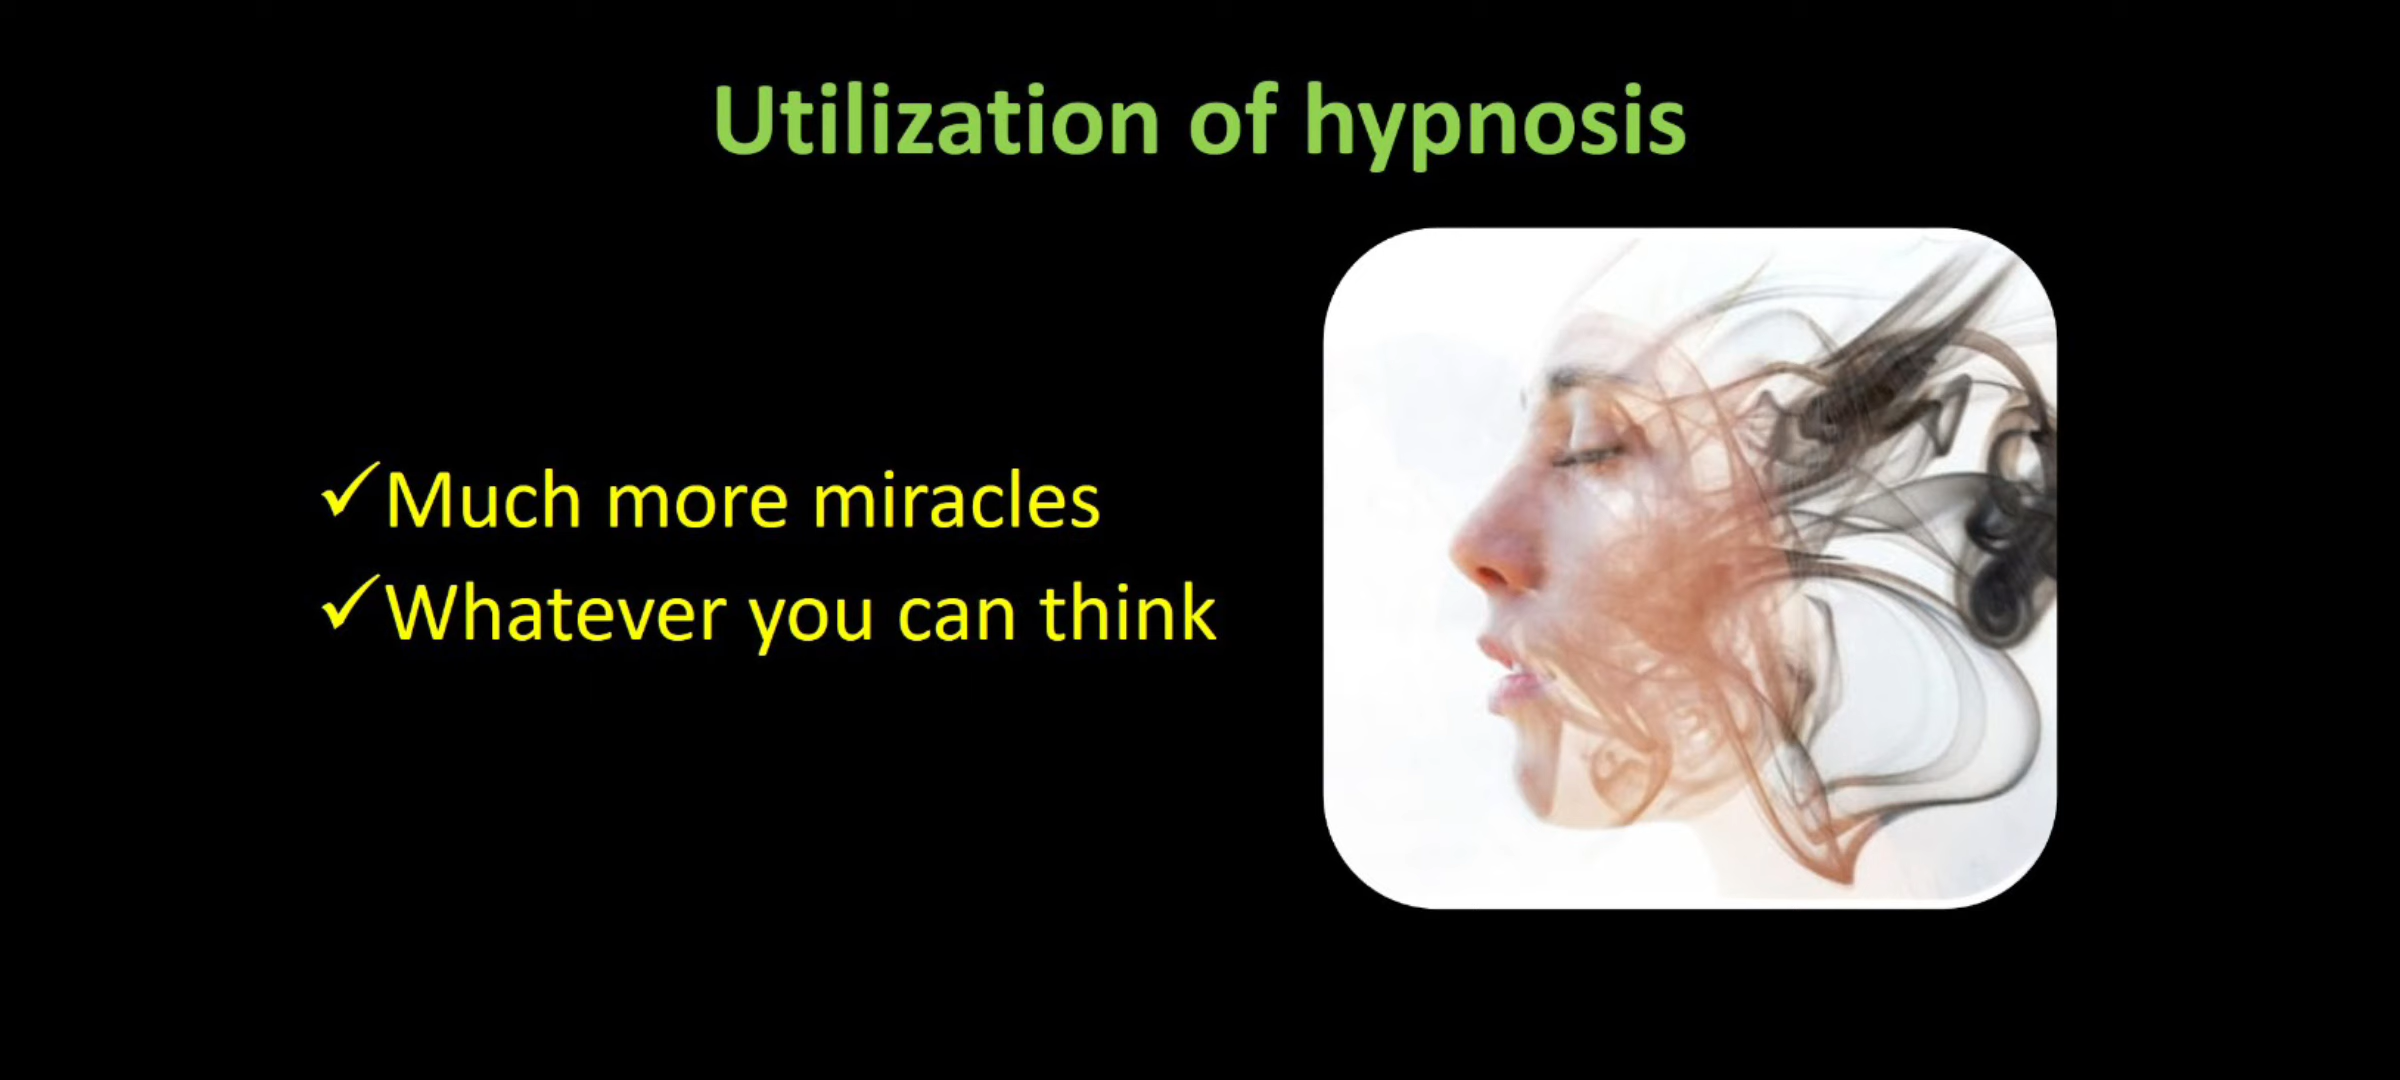 Utilization of hypnosis
✓Much more miracles
✓Whatever you can think